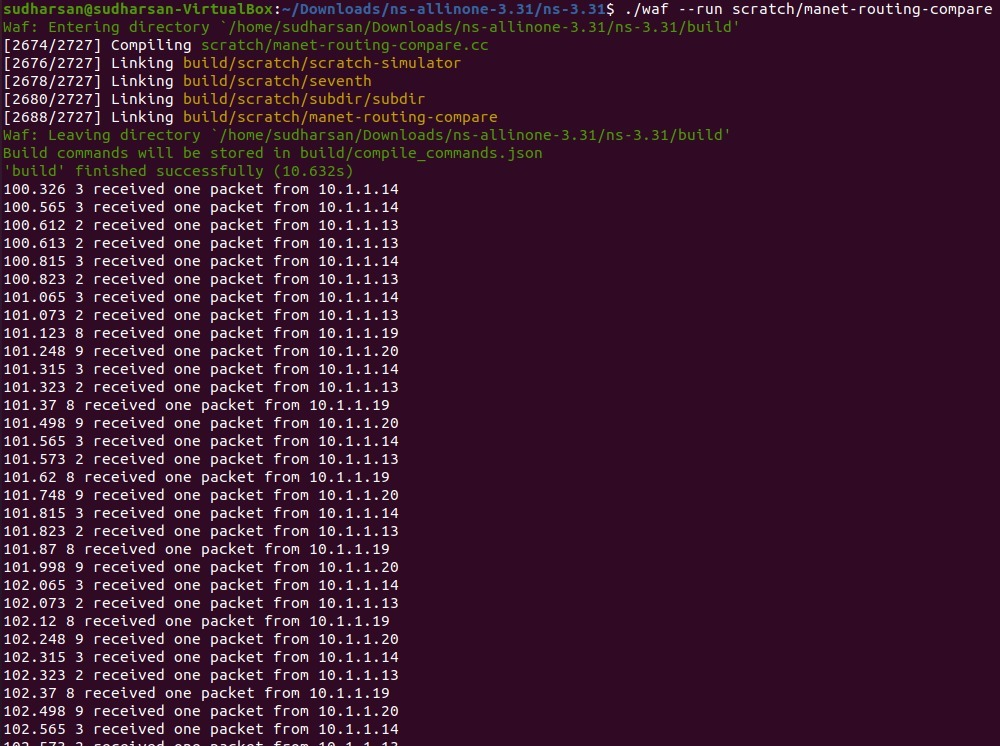 sudharsan@sudharsan-VirtualBox:~/Downloads/ns-allinone-3.31/ns-3.31$ ./waf --run scratch/manet-routing-compare
Waf: Entering directory `/home/sudharsan/Downloads/ns-allinone-3.31/ns-3.31/build'
[2674/2727] Compiling scratch/manet-routing-compare.cc
[2676/2727] Linking build/scratch/scratch-simulator
[2678/2727] Linking build/scratch/seventh
[2680/2727] Linking build/scratch/subdir/subdir
[2688/2727] Linking build/scratch/manet-routing-compare
Waf: Leaving directory `/home/sudharsan/Downloads/ns-allinone-3.31/ns-3.31/build'
Build commands will be stored in build/compile_commands.json
'build' finished successfully (10.632s)
100.326 3 received one packet from 10.1.1.14
100.565 3 received one packet from 10.1.1.14
100.612 2 received one packet from 10.1.1.13
100.613 2 received one packet from 10.1.1.13
100.815 3 received one packet from 10.1.1.14
100.823 2 received one packet from 10.1.1.13
101.065 3 received one packet from 10.1.1.14
101.073 2 received one packet from 10.1.1.13
101.123 8 received one packet from 10.1.1.19
101.248 9 received one packet from 10.1.1.20
101.315 3 received one packet from 10.1.1.14
101.323 2 received one packet from 10.1.1.13
101.37 8 received one packet from 10.1.1.19
101.498 9 received one packet from 10.1.1.20
101.565 3 received one packet from 10.1.1.14
101.573 2 received one packet from 10.1.1.13
101.62 8 received one packet from 10.1.1.19
101.748 9 received one packet from 10.1.1.20
101.815 3 received one packet from 10.1.1.14
101.823 2 received one packet from 10.1.1.13
101.87 8 received one packet from 10.1.1.19
101.998 9 received one packet from 10.1.1.20
102.065 3 received one packet from 10.1.1.14
102.073 2 received one packet from 10.1.1.13
102.12 8 received one packet from 10.1.1.19
102.248 9 received one packet from 10.1.1.20
102.315 3 received one packet from 10.1.1.14
102.323 2 received one packet from 10.1.1.13
102.37 8 received one packet from 10.1.1.19
102.498 9 received one packet from 10.1.1.20
102.565 3 received one packet from 10.1.1.14
102.573 2 received one packet from 10.1.1.13